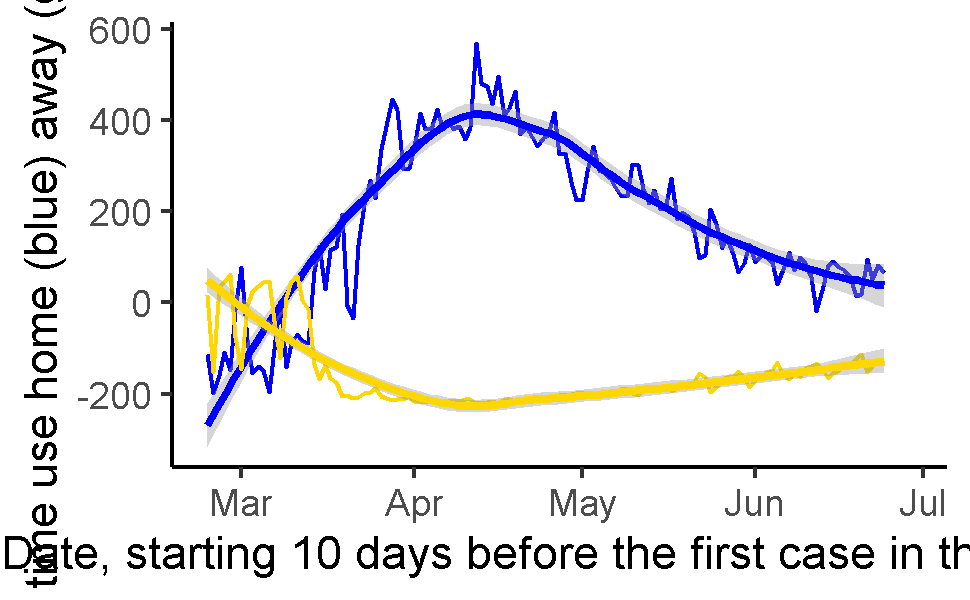 time use home (blue) away (
600
400
200
0
-200
Mar Apr May Jun Jul
Date, starting 10 days before the first case in th